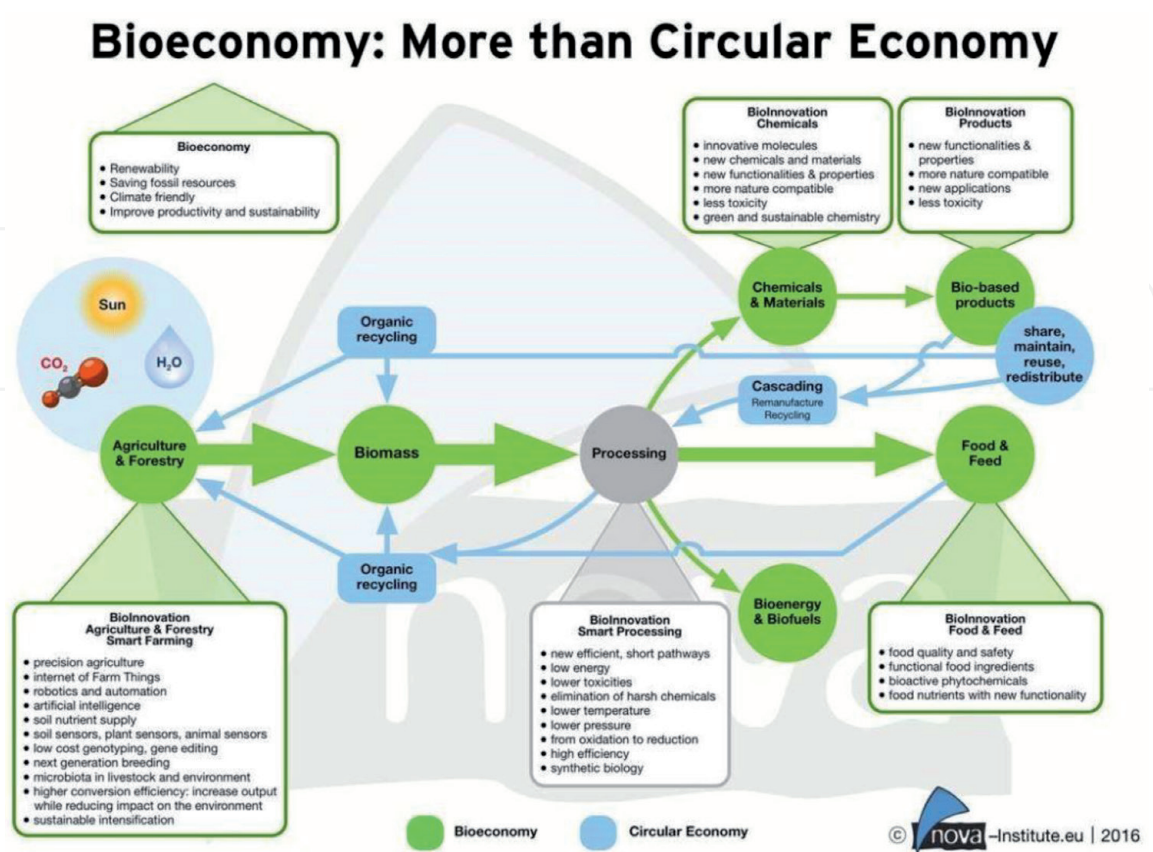 Bioeconomy: More than Circular Economy
Bioeconomy
• Renewability
• Saving fossil resources
• Climate friendly
• Improve productivity and sustainability
BioInnovation
Chemicals
• innovative molecules
• new chemicals and materials
• new functionalities & properties
• more nature compatible
• less toxicity
• green and sustainable chemistry
BioInnovation
Products
• new functionalities &
properties
• more nature compatible
• new applications
• less toxicity
Sun
CO2
H2O
Organic
recycling
Chemicals
& Materials
Bio-based
products
share,
maintain,
reuse,
redistribute
Cascading
Remanufacture
Recycling
Agriculture
& Forestry
Biomass
Processing
Food &
Feed
Organic
recycling
Bioenergy
& Biofuels
BioInnovation
Agriculture & Forestry
Smart Farming
• precision agriculture
• internet of Farm Things
• robotics and automation
• artificial intelligence
• soil nutrient supply
• soil sensors, plant sensors, animal sensors
• low cost genotyping, gene editing
• next generation breeding
• microbiota in livestock and environment
• higher conversion efficiency: increase output
while reducing impact on the environment
• sustainable intensification
BioInnovation
Smart Processing
• new efficient, short pathways
• low energy
• lower toxicities
• elimination of harsh chemicals
• lower temperature
• lower pressure
• from oxidation to reduction
• high efficiency
• synthetic biology
BioInnovation
Food & Feed
• food quality and safety
• functional food ingredients
• bioactive phytochemicals
• food nutrients with new functionality
nova
Bioeconomy
Circular Economy
© nova-Institute.eu | 2016